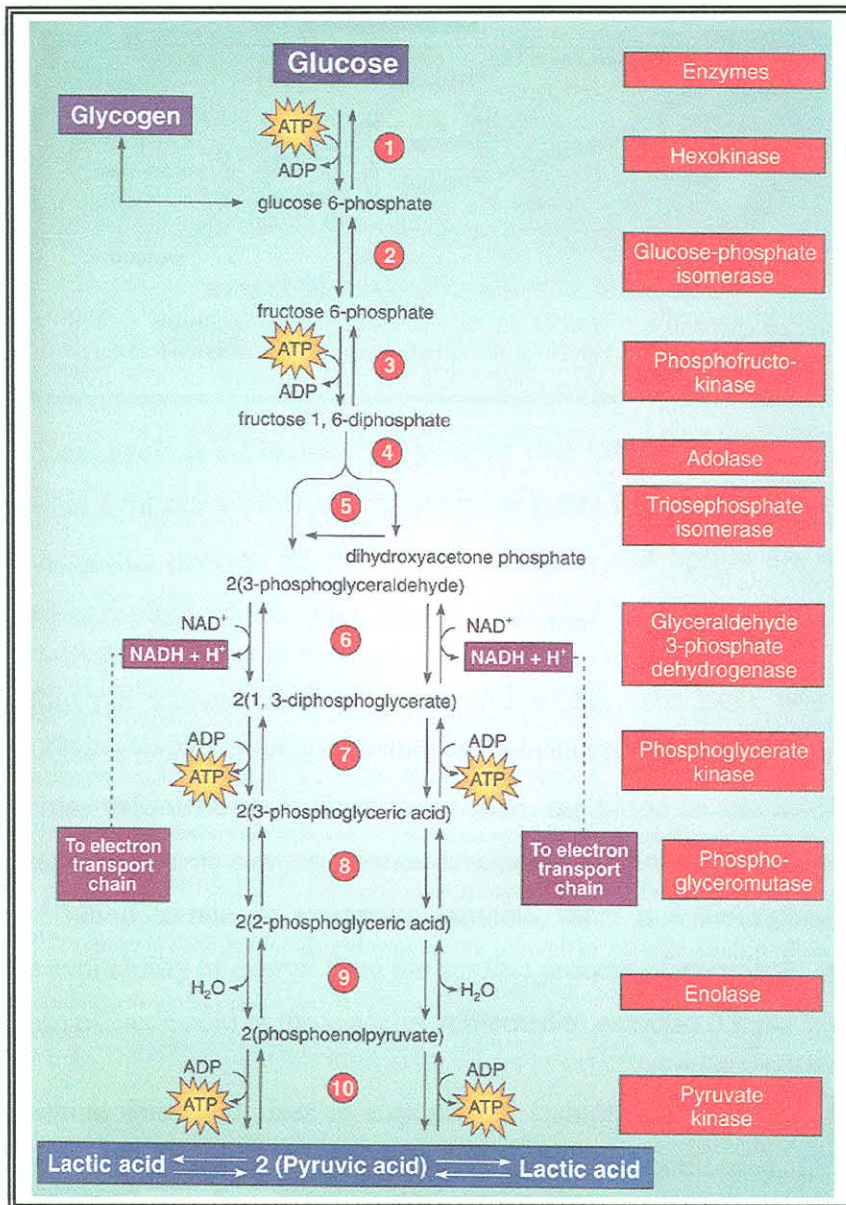 Glucose
Enzymes
Glycogen
ATP
ADP
1
Hexokinase
glucose 6-phosphate
2
Glucose-phosphate
isomerase
fructose 6-phosphate
ATP
ADP
3
Phosphofructo-
kinase
fructose 1, 6-diphosphate
4
Adolase
5
Triosephosphate
isomerase
dihydroxyacetone phosphate
2(3-phosphoglyceraldehyde)
NAD+
NADH + H+
6
NAD+
NADH + H+
Glyceraldehyde
3-phosphate
dehydrogenase
2(1, 3-diphosphoglycerate)
ADP
ATP
7
ADP
ATP
Phosphoglycerate
kinase
2(3-phosphoglyceric acid)
To electron
transport
chain
8
To electron
transport
chain
Phospho-
glyceromutase
2(2-phosphoglyceric acid)
H2O
9
H2O
Enolase
2(phosphoenolpyruvate)
ADP
ATP
10
ADP
ATP
Pyruvate
kinase
Lactic acid 2 (Pyruvic acid) Lactic acid